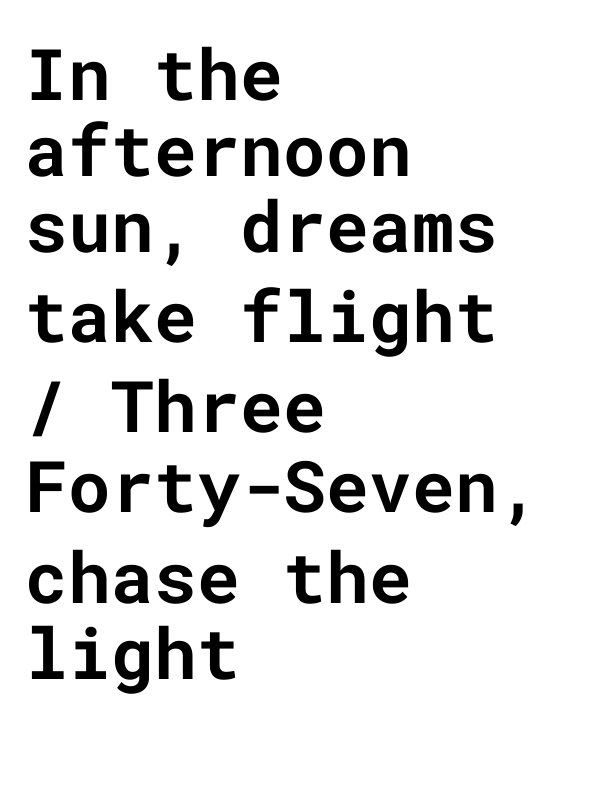 In the
afternoon
sun, dreams
take flight
/ Three
Forty-Seven,
chase the
light